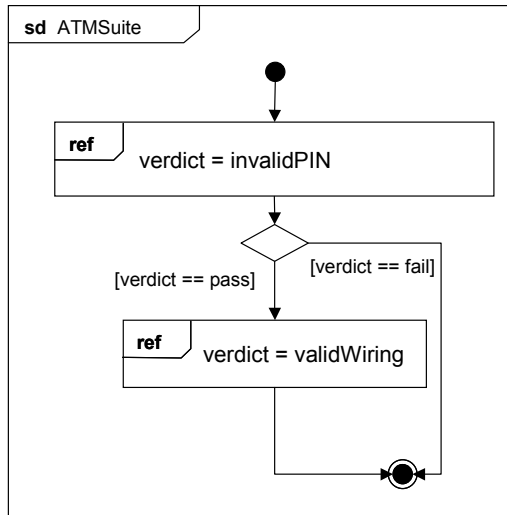 sd ATMSuite
ref
verdict = invalidPIN
[verdict == pass]
[verdict == fail]
ref
verdict = validWiring